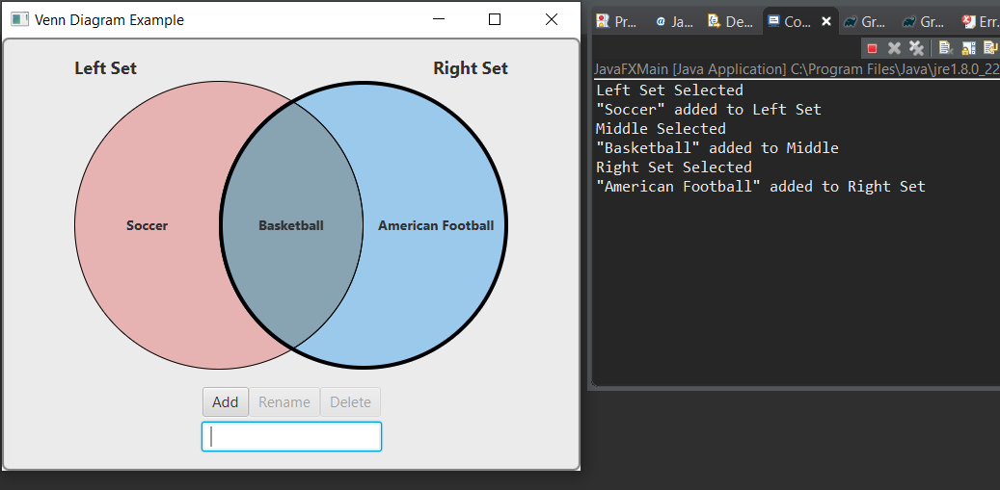 Venn Diagram Example
Left Set Right Set
Soccer Basketball American Football
Add Rename Delete
Pr... Ja... De... Co... Gr... Gr... Err.
JavaFXMain [Java Application] C:\Program Files\Java\jre1.8.0_22
Left Set Selected
"Soccer" added to Left Set
Middle Selected
"Basketball" added to Middle
Right Set Selected
"American Football" added to Right Set